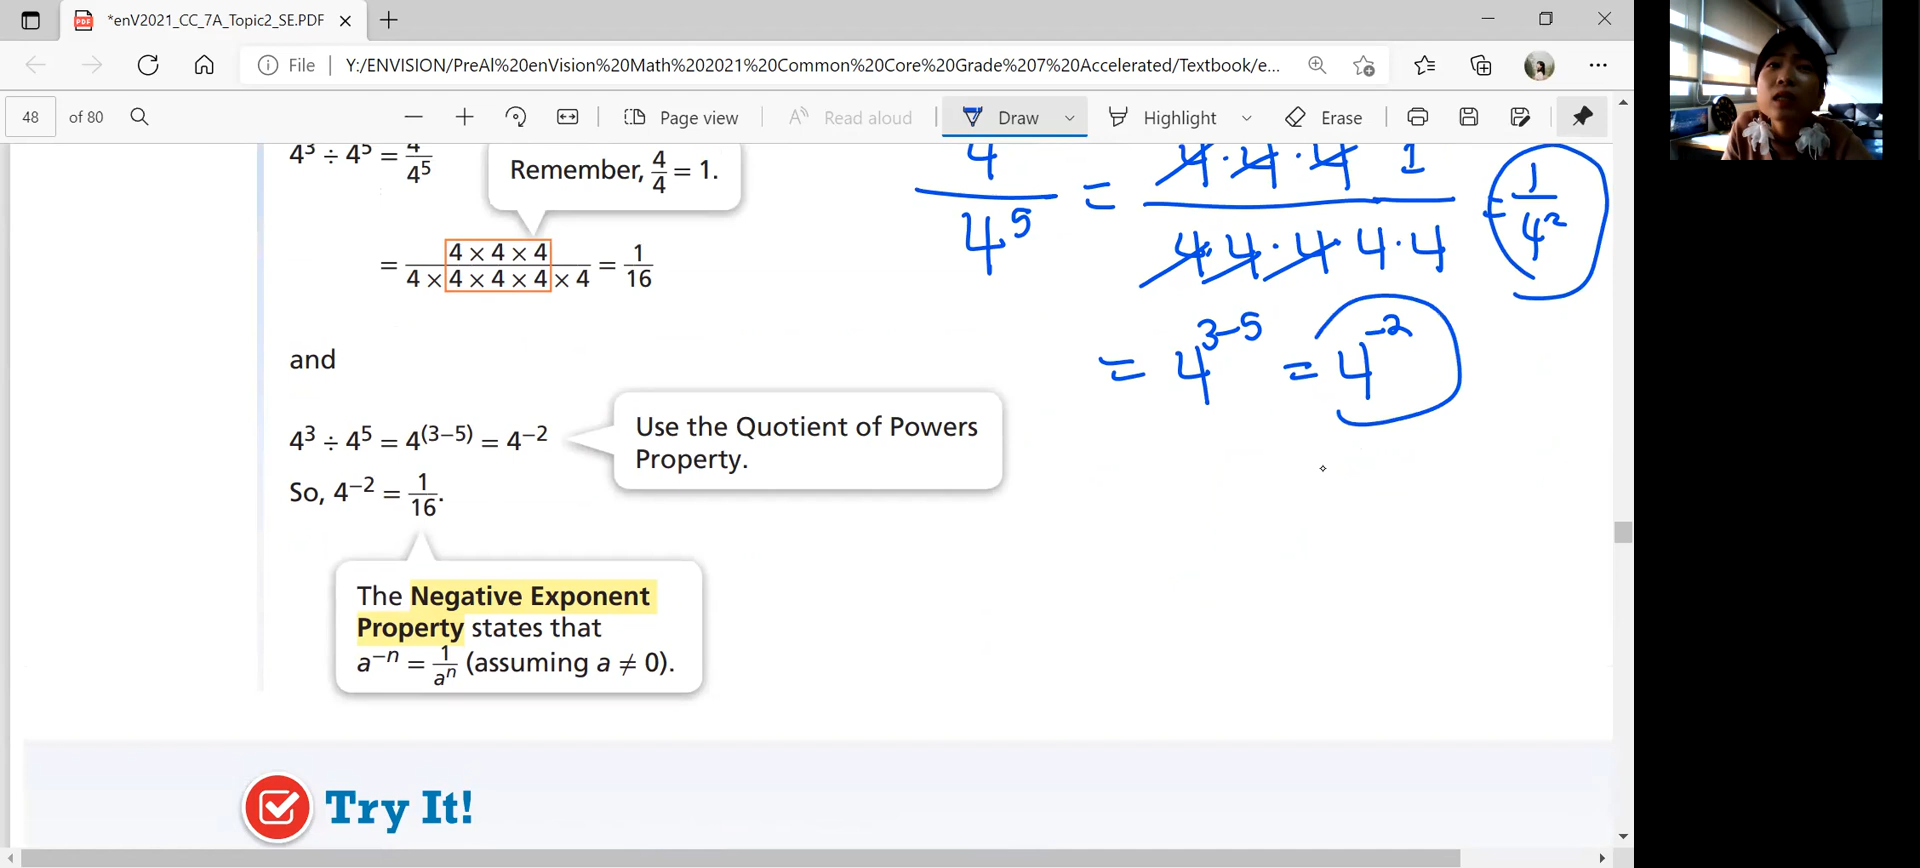 *enV2021_CC_7A_Topic2_SE.PDF
File Y:/ENVISION/PreAl%20enVision%20Math%202021%20Common%20Core%20Grade%207%20Accelerated/Textbook/e...
48 of 80 Page view Read aloud Draw Highlight Erase
4³ ÷ 4⁵ = 4/4⁵
Remember, 4/4 = 1.
= 4 × 4 × 4 / 4 × 4 × 4 × 4 × 4 = 1/16
and
4³ ÷ 4⁵ = 4⁽³⁻⁵⁾ = 4⁻²
Use the Quotient of Powers
Property.
So, 4⁻² = 1/16.
The Negative Exponent
Property states that
a⁻ⁿ = 1/aⁿ (assuming a ≠ 0).
Try It!
4/4⁵ = 4 · 4 · 4 1 / 4 · 4 · 4 4 · 4 = 1/4²
= 4³⁻⁵ = 4⁻²